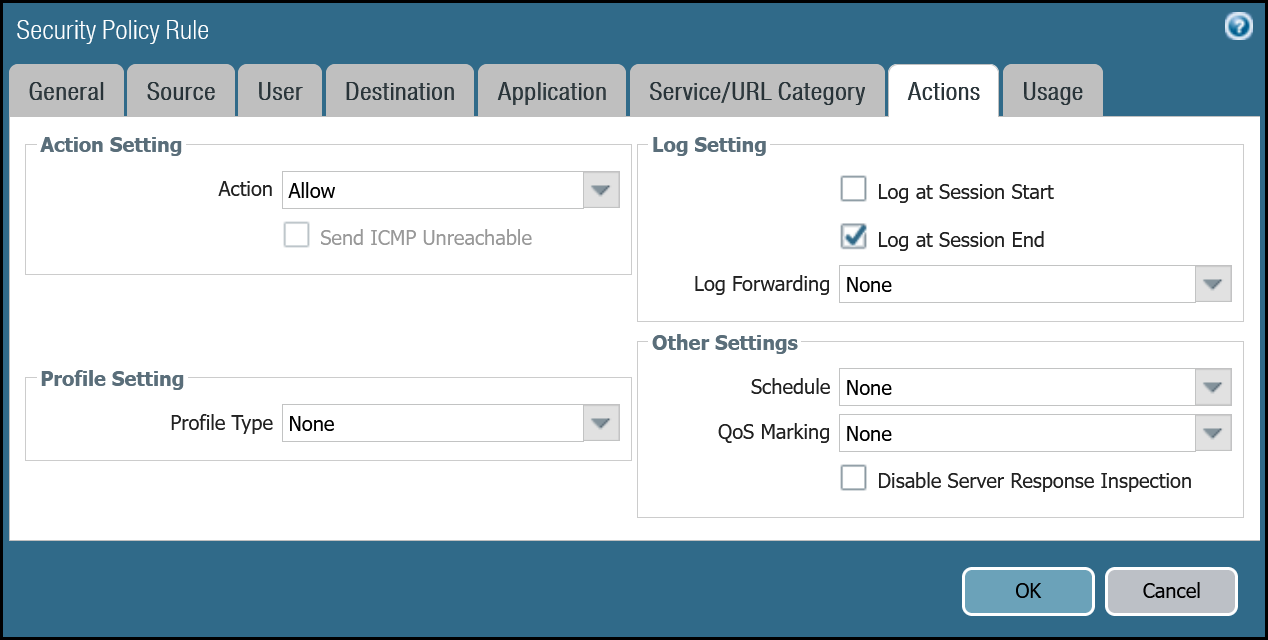 Security Policy Rule
General Source User Destination Application Service/URL Category Actions Usage
Action Setting
Action Allow
Send ICMP Unreachable
Profile Setting
Profile Type None
Log Setting
Log at Session Start
Log at Session End
Log Forwarding None
Other Settings
Schedule None
QoS Marking None
Disable Server Response Inspection
OK Cancel